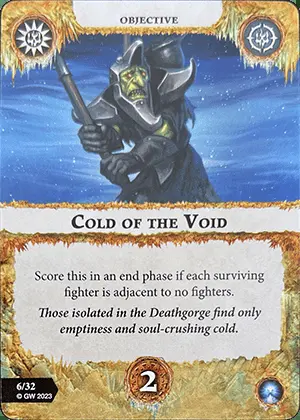 OBJECTIVE
COLD OF THE VOID
Score this in an end phase if each surviving
fighter is adjacent to no fighters.
Those isolated in the Deathgorge find only
emptiness and soul-crushing cold.
6/32
© GW 2023
2